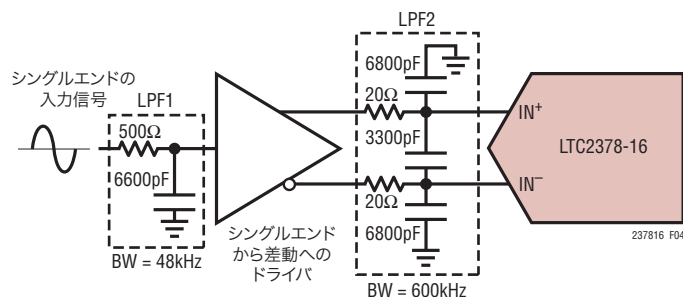 シングルエンドの
入力信号
LPF1
500Ω
6600pF
BW = 48kHz
シングルエンド
から差動への
ドライバ
LPF2
6800pF
20Ω
3300pF
20Ω
6800pF
BW = 600kHz
IN+
LTC2378-16
IN–
237816 F04